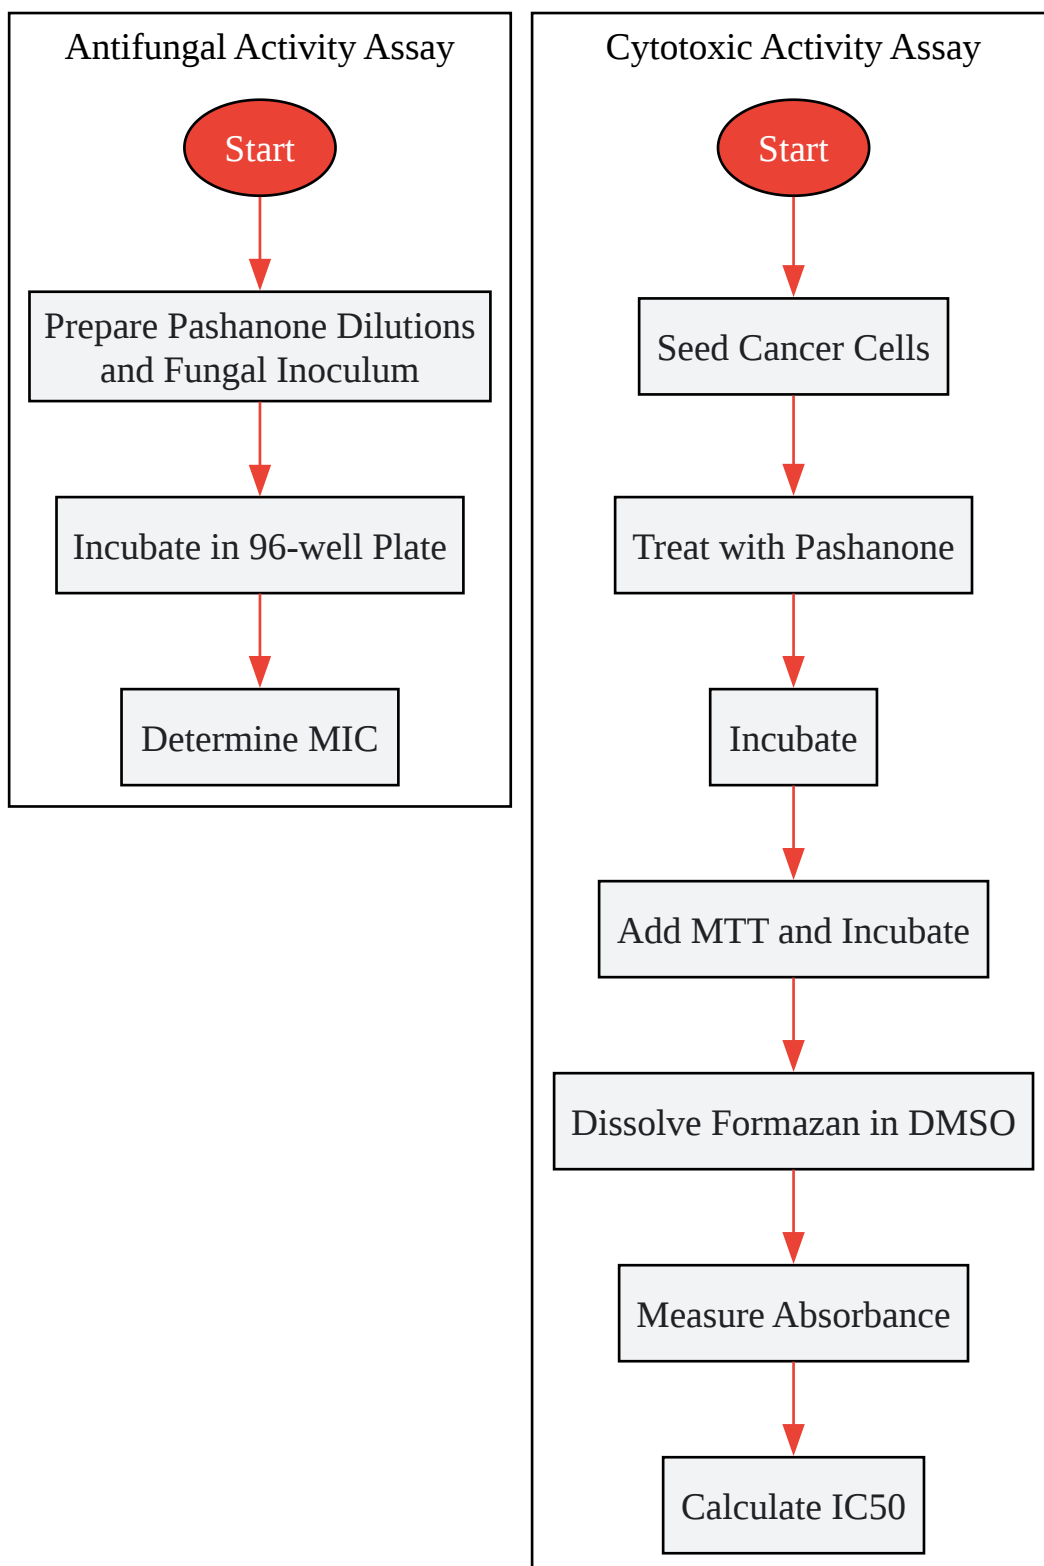 Antifungal Activity Assay
Start
Prepare Pashanone Dilutions
and Fungal Inoculum
Incubate in 96-well Plate
Determine MIC
Cytotoxic Activity Assay
Start
Seed Cancer Cells
Treat with Pashanone
Incubate
Add MTT and Incubate
Dissolve Formazan in DMSO
Measure Absorbance
Calculate IC50